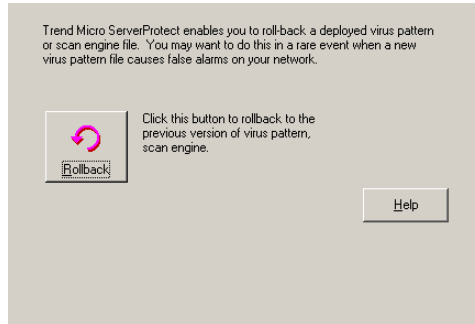 Trend Micro ServerProtect enables you to roll-back a deployed virus pattern
or scan engine file. You may want to do this in a rare event when a new
virus pattern file causes false alarms on your network.
Click this button to rollback to the
previous version of virus pattern,
scan engine.
Rollback
Help